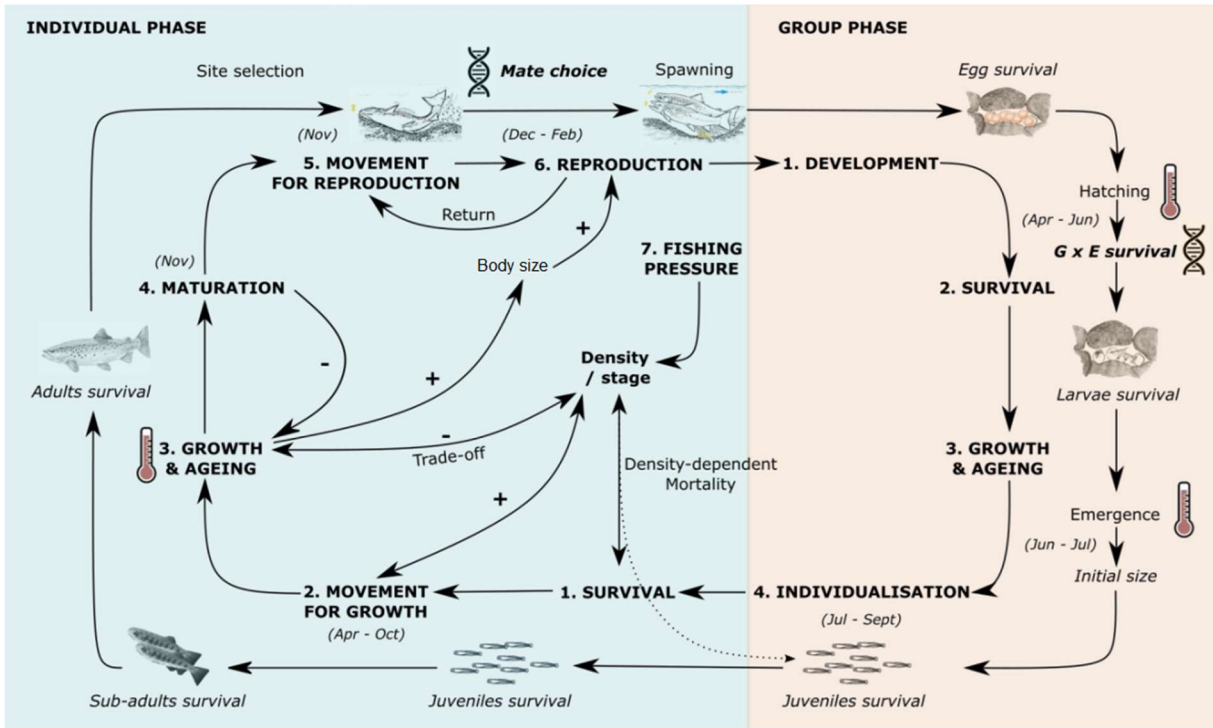 INDIVIDUAL PHASE
GROUP PHASE
Site selection
Mate choice
Spawning
Egg survival
(Nov)
(Dec - Feb)
5. MOVEMENT
FOR REPRODUCTION
6. REPRODUCTION
1. DEVELOPMENT
Hatching
Return
(Apr - Jun)
+
G x E survival
7. FISHING
PRESSURE
Body size
(Nov)
4. MATURATION
2. SURVIVAL
-
Density
/ stage
+
Adults survival
Larvae survival
3. GROWTH
& AGEING
-
Trade-off
3. GROWTH
& AGEING
Density-dependent
Mortality
+
Emergence
(Jun - Jul)
Initial size
2. MOVEMENT
FOR GROWTH
(Apr - Oct)
1. SURVIVAL
4. INDIVIDUALISATION
(Jul - Sept)
Sub-adults survival
Juveniles survival
Juveniles survival